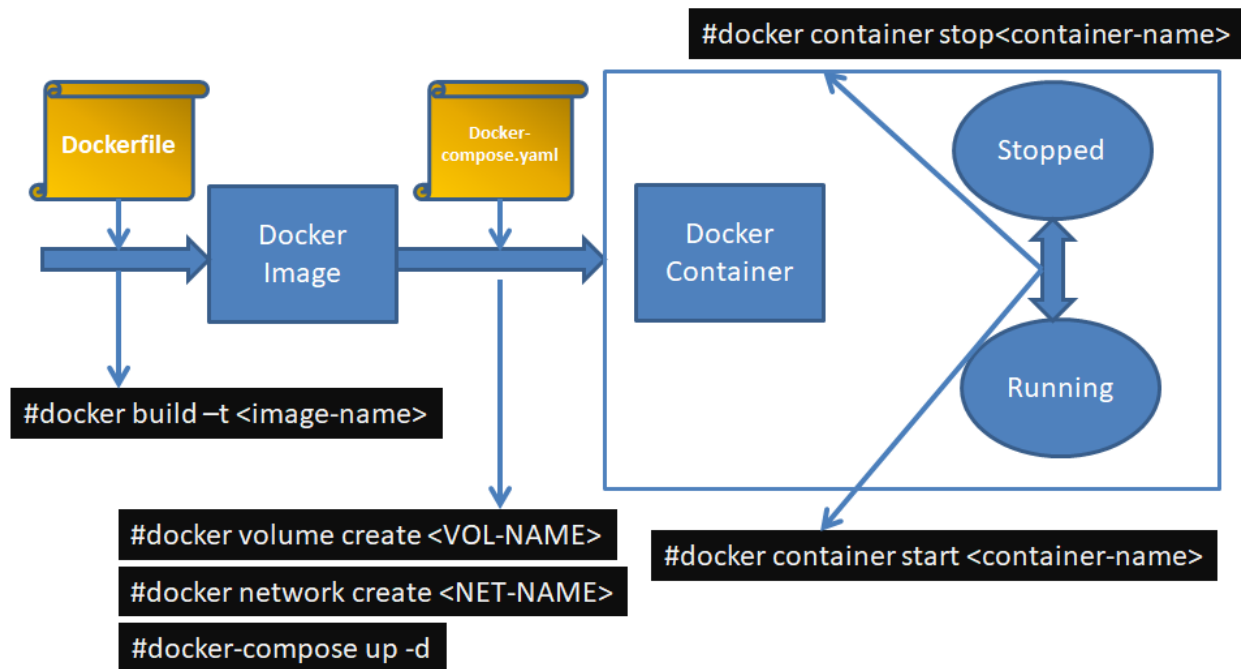 #docker container stop<container-name>
Dockerfile
Docker-
compose.yaml
Stopped
Docker
Image
Docker
Container
Running
#docker build –t <image-name>
#docker volume create <VOL-NAME>
#docker container start <container-name>
#docker network create <NET-NAME>
#docker-compose up -d